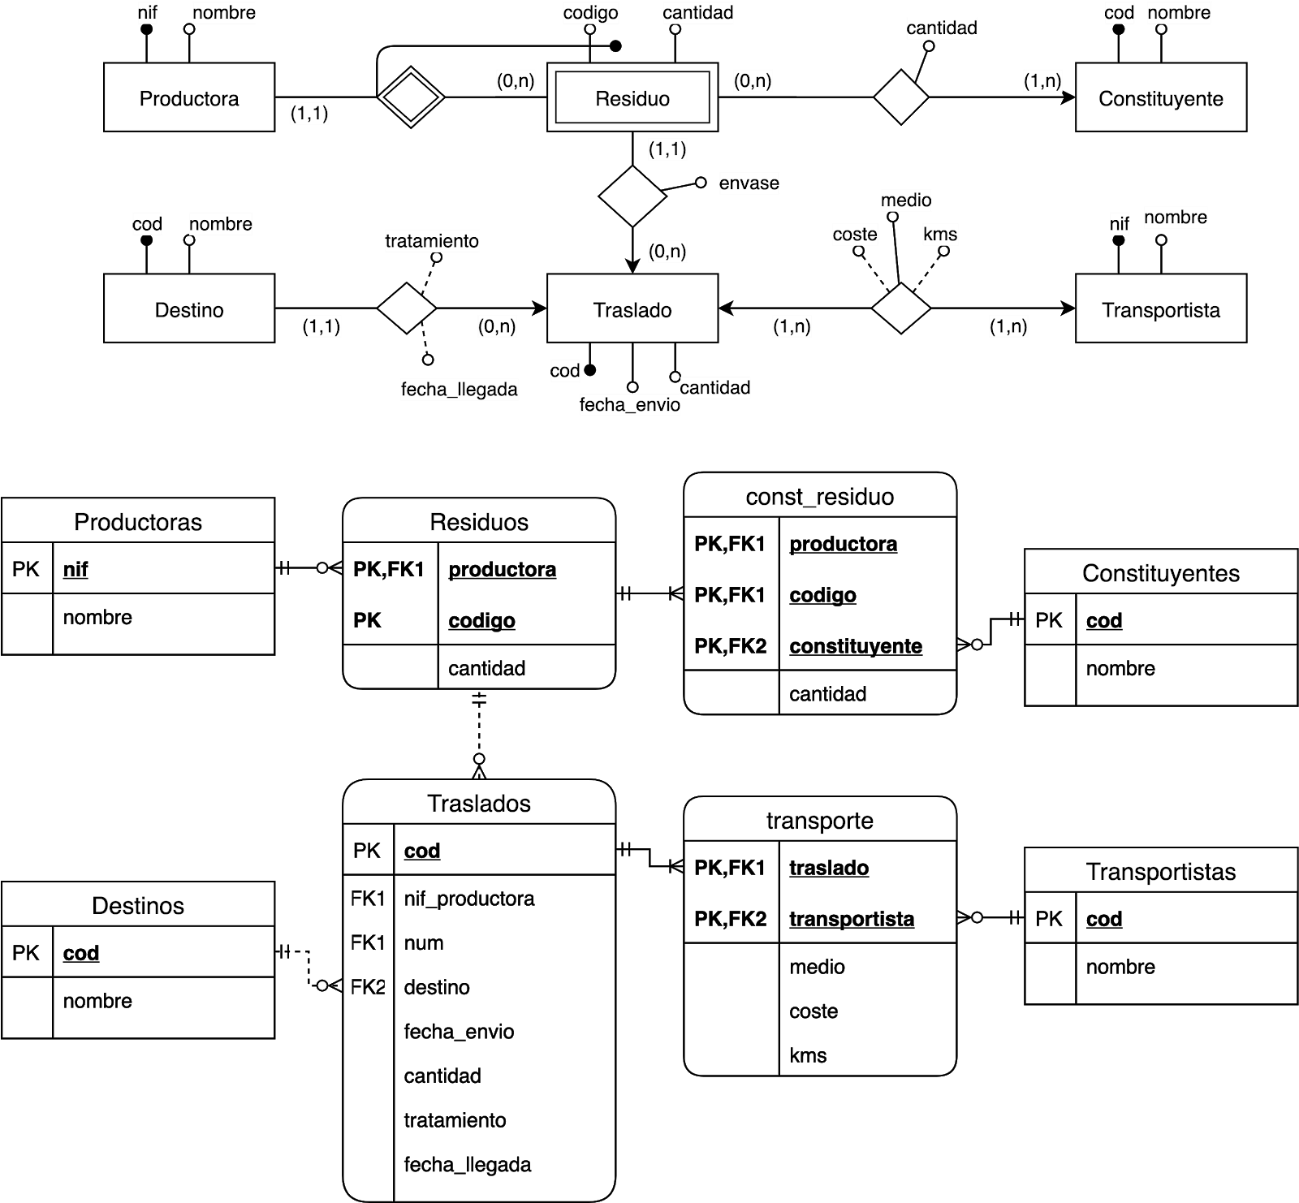 nif nombre codigo cantidad cod nombre
cantidad
Productora (1,1) (0,n) Residuo (0,n) (1,n) Constituyente
(1,1)
envase
cod nombre tratamiento medio nif nombre
coste kms
(0,n)
Destino (1,1) (0,n) Traslado (1,n) (1,n) Transportista
fecha_llegada cod fecha_envio cantidad
Productoras
PK nif
nombre
Residuos
PK,FK1 productora
PK codigo
cantidad
const_residuo
PK,FK1 productora
PK,FK1 codigo
PK,FK2 constituyente
cantidad
Constituyentes
PK cod
nombre
Destinos
PK cod
nombre
Traslados
PK cod
FK1 nif_productora
FK1 num
FK2 destino
fecha_envio
cantidad
tratamiento
fecha_llegada
transporte
PK,FK1 traslado
PK,FK2 transportista
medio
coste
kms
Transportistas
PK cod
nombre